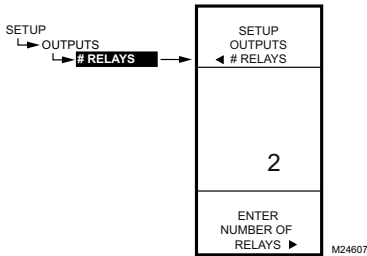 SETUP
OUTPUTS
# RELAYS
SETUP
OUTPUTS
◄ # RELAYS
2
ENTER
NUMBER OF
RELAYS ►
M24607